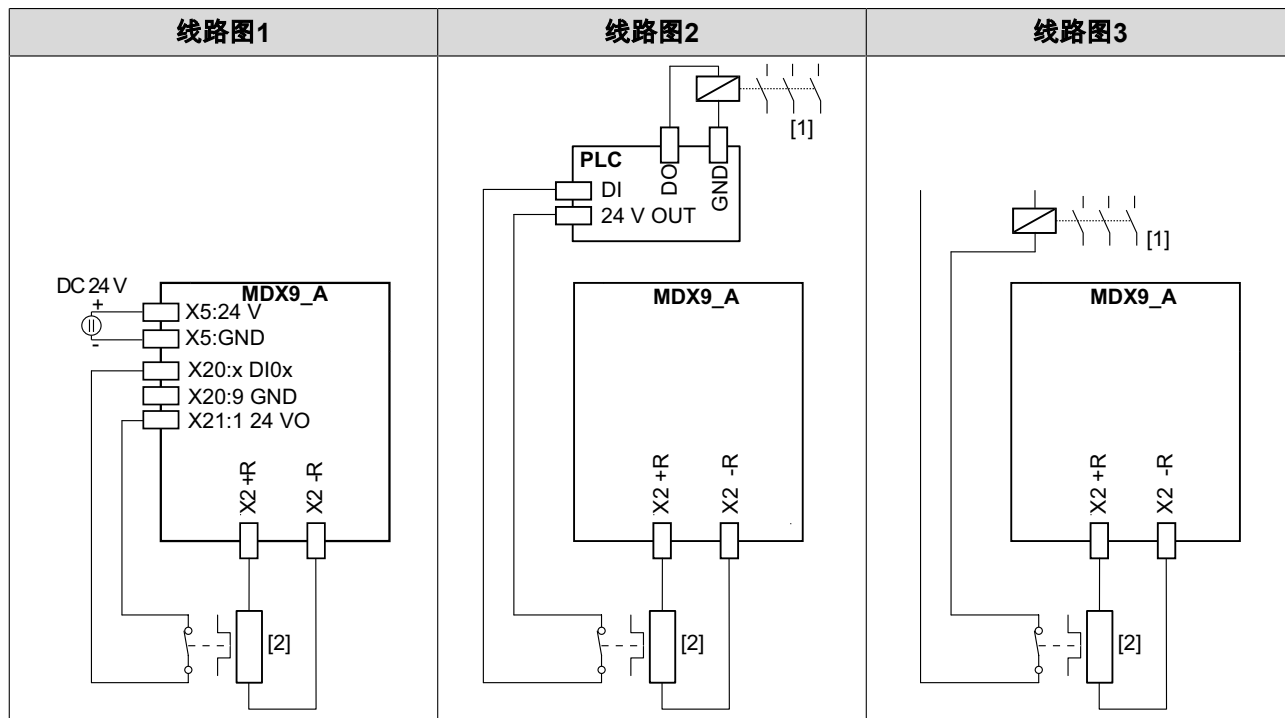 线路图1
线路图2
线路图3
DC 24 V
+
-
MDX9_A
X5:24 V
X5:GND
X20:x DI0x
X20:9 GND
X21:1 24 VO
X2 +R
X2 -R
[2]
[1]
PLC
DO
GND
DI
24 V OUT
MDX9_A
X2 +R
X2 -R
[2]
[1]
MDX9_A
X2 +R
X2 -R
[2]